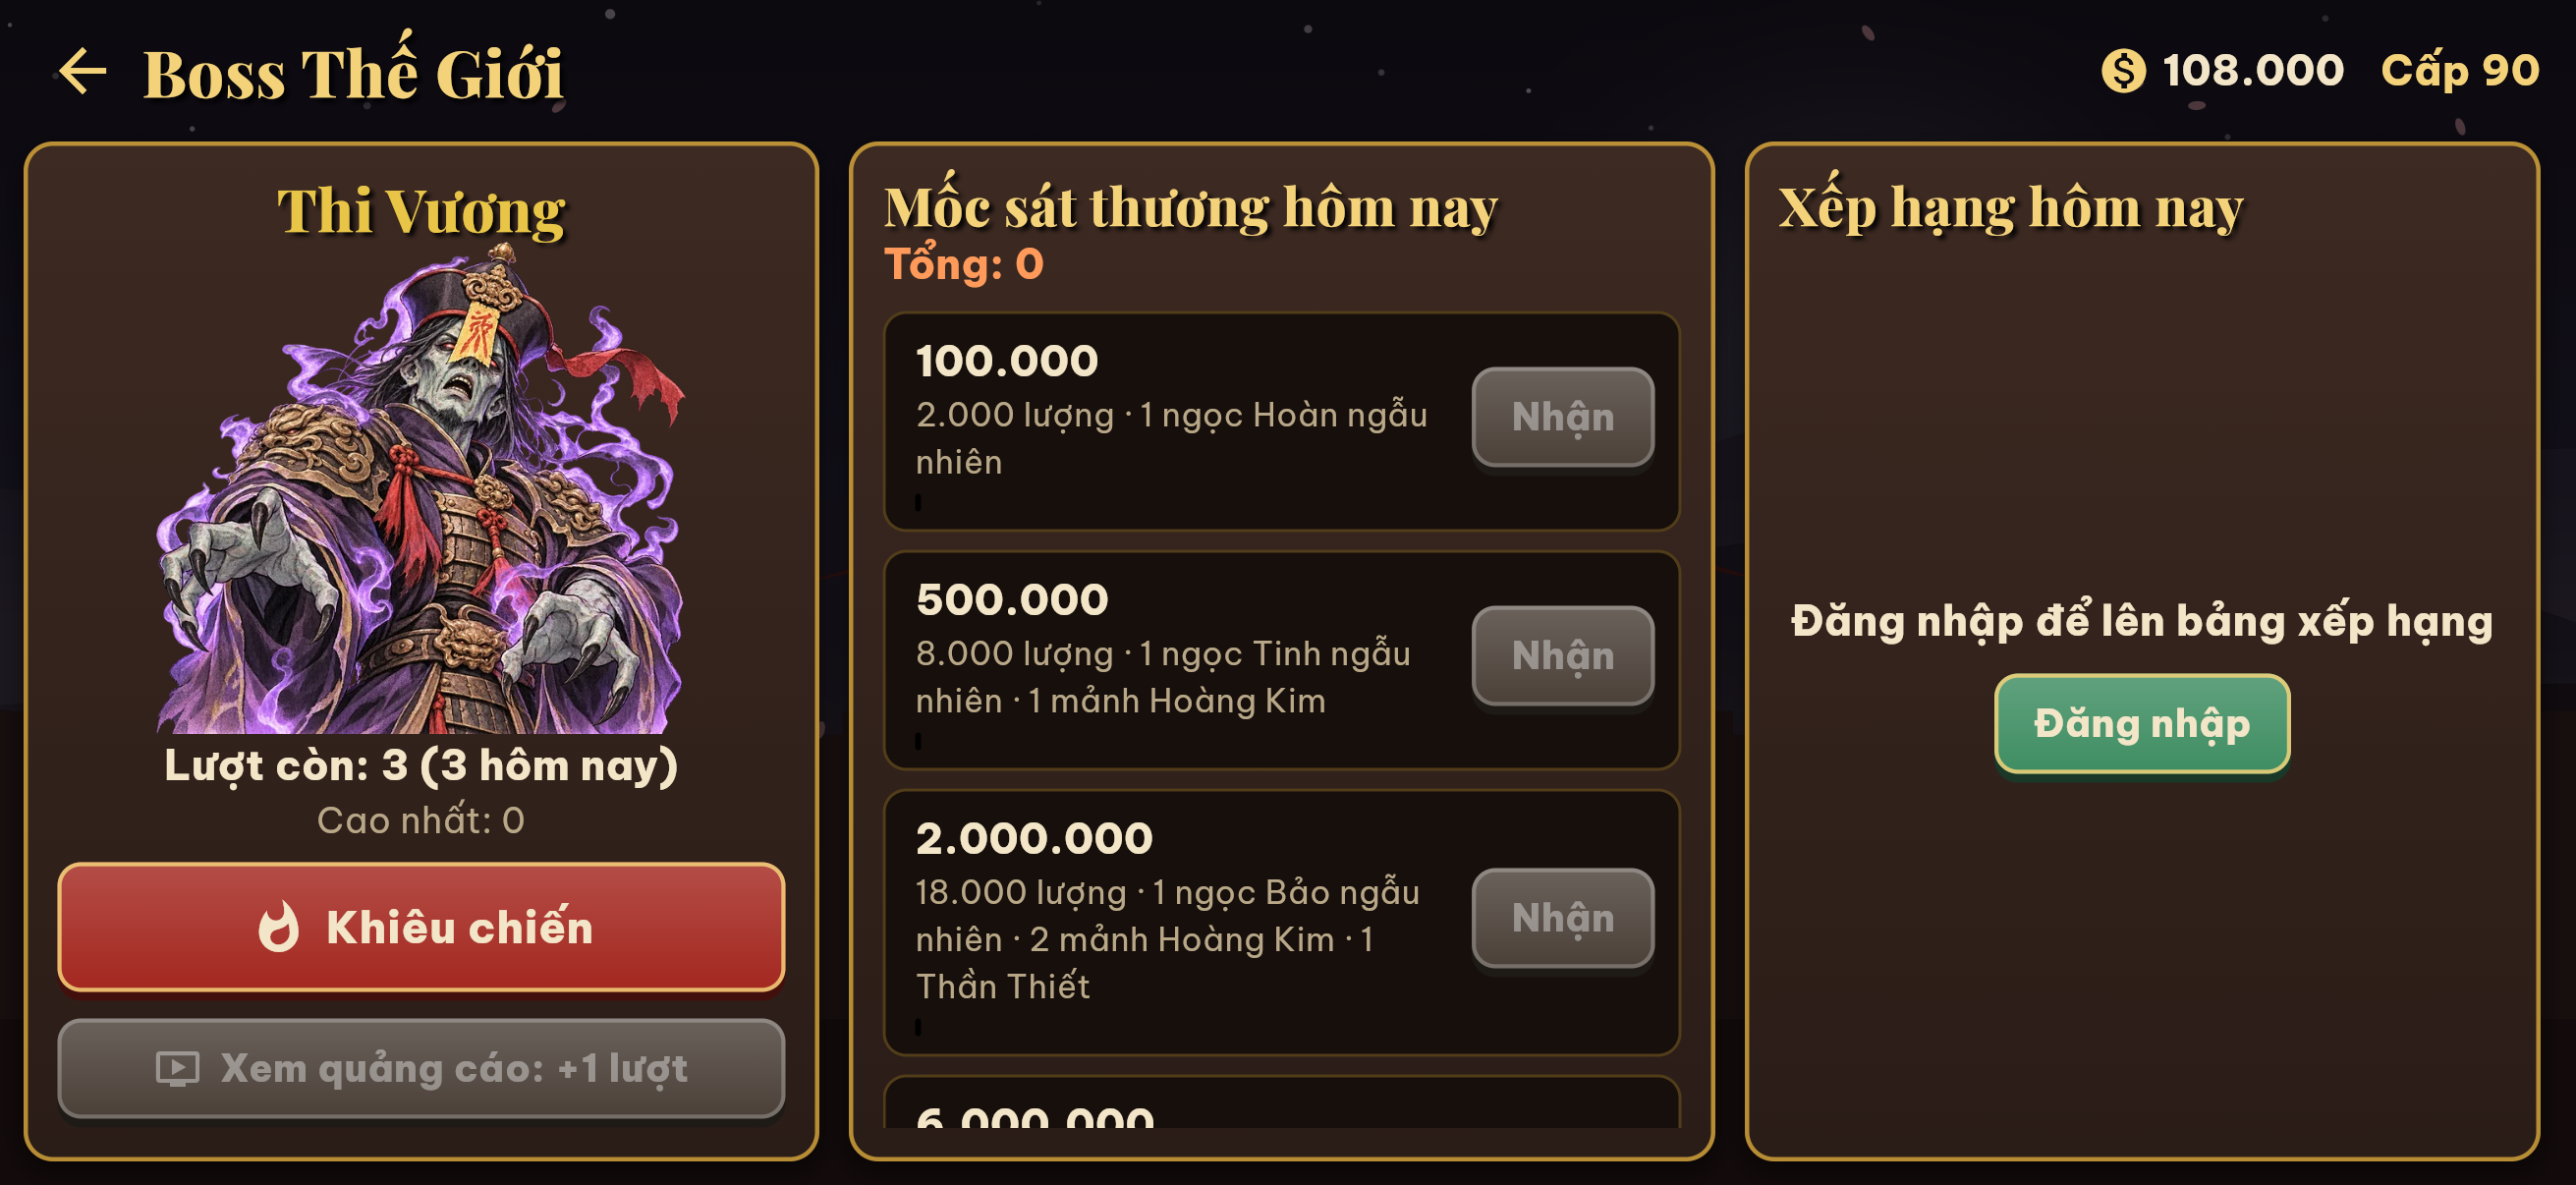 Boss Thế Giới
108.000 Cấp 90
Thi Vương
Lượt còn: 3 (3 hôm nay)
Cao nhất: 0
Khiêu chiến
Xem quảng cáo: +1 lượt
Mốc sát thương hôm nay
Tổng: 0
100.000
2.000 lượng · 1 ngọc Hoàn ngẫu
nhiên
Nhận
500.000
8.000 lượng · 1 ngọc Tinh ngẫu
nhiên · 1 mảnh Hoàng Kim
Nhận
2.000.000
18.000 lượng · 1 ngọc Bảo ngẫu
nhiên · 2 mảnh Hoàng Kim · 1
Thần Thiết
Nhận
6.000.000
Xếp hạng hôm nay
Đăng nhập để lên bảng xếp hạng
Đăng nhập